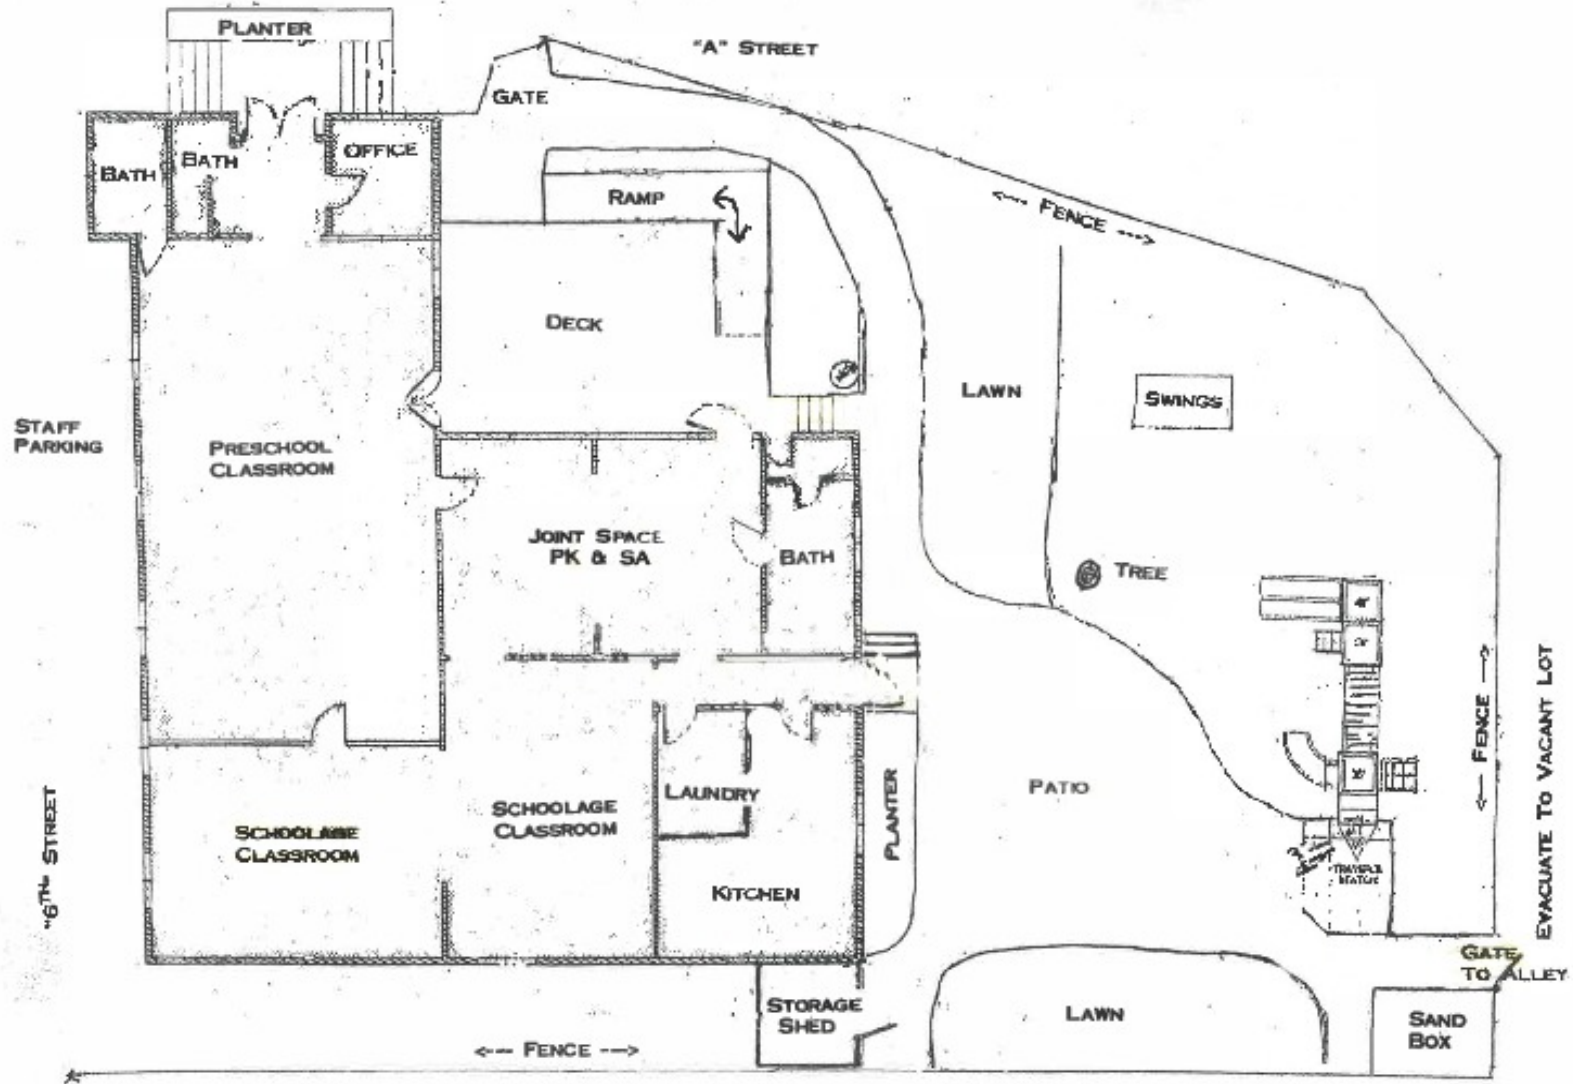 PLANTER
"A" STREET
GATE
BATH
BATH
OFFICE
RAMP
<--- FENCE --->
DECK
LAWN
SWINGS
STAFF
PARKING
PRESCHOOL
CLASSROOM
JOINT SPACE
PK & SA
BATH
TREE
<--- FENCE --->
EVACUATE TO VACANT LOT
"6TH STREET
SCHOOLAGE
CLASSROOM
SCHOOLAGE
CLASSROOM
LAUNDRY
KITCHEN
PLANTER
PATIO
GATE
TO ALLEY
STORAGE
SHED
LAWN
SAND
BOX
<--- FENCE --->